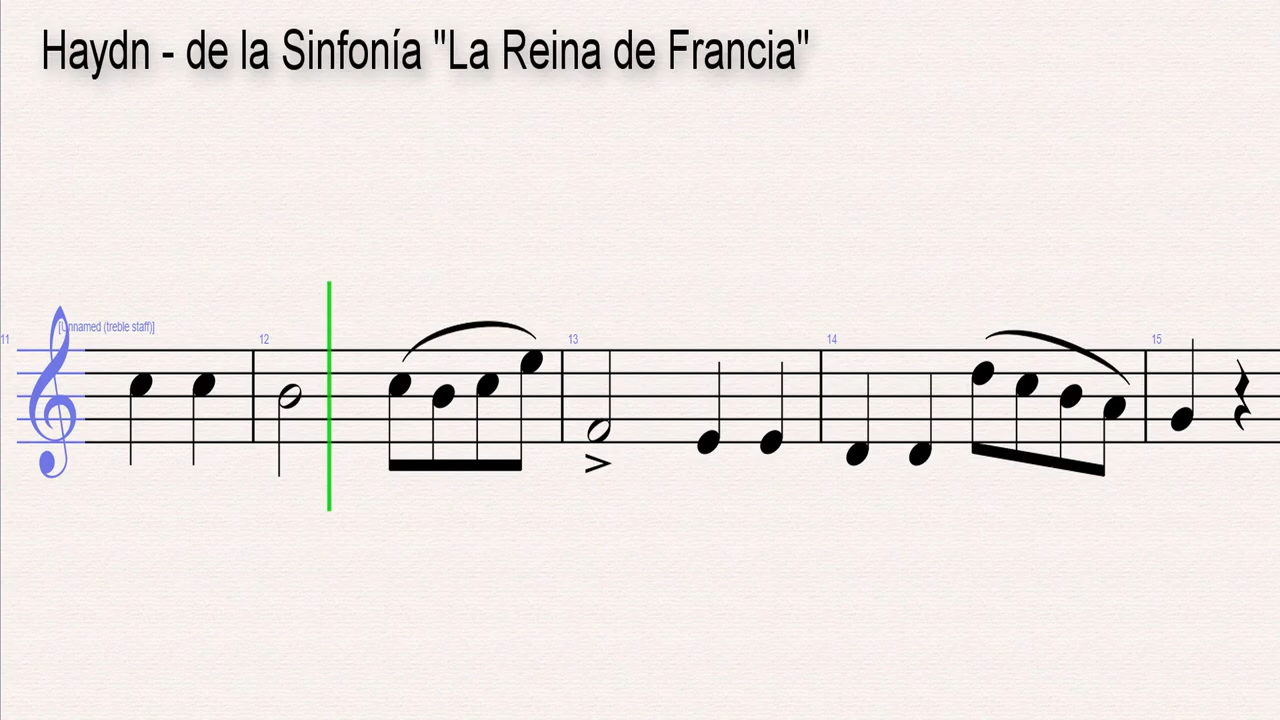 Haydn - de la Sinfonía "La Reina de Francia"
[Unnamed (treble staff)]
11 12 13 14 15